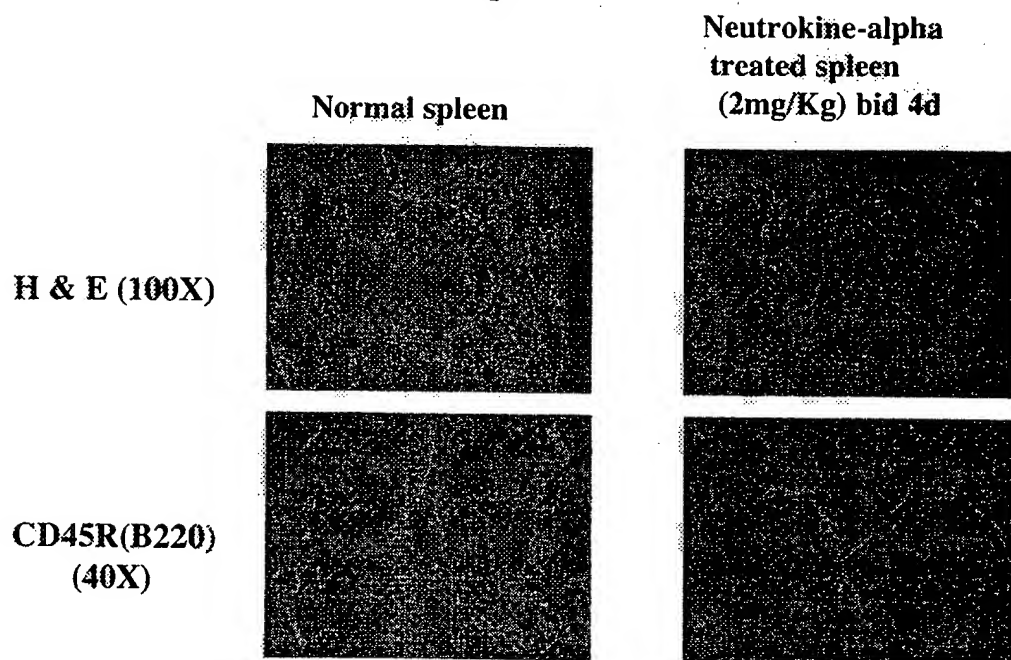 Neutrokine-alpha
treated spleen
(2mg/Kg) bid 4d
Normal spleen
H & E (100X)
CD45R(B220)
(40X)